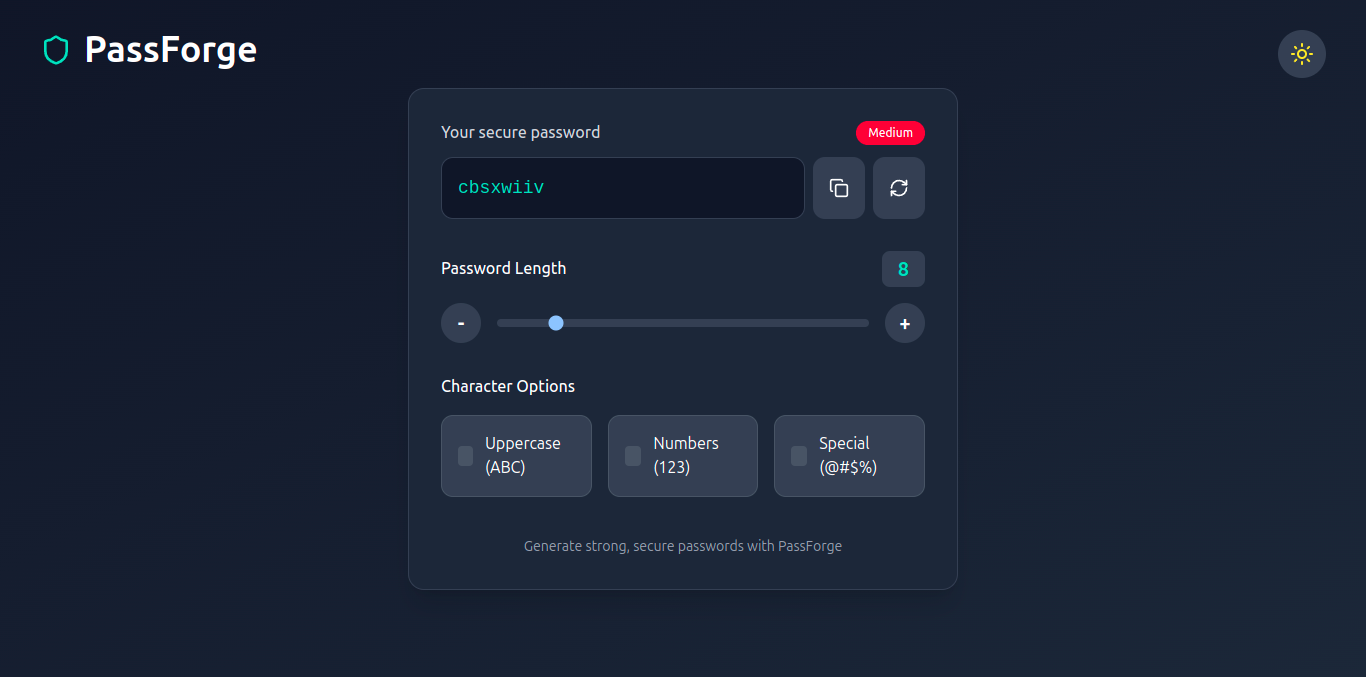 PassForge
Your secure password
Medium
cbsxwiiv
Password Length
8
-
+
Character Options
Uppercase
(ABC)
Numbers
(123)
Special
(@#$%)
Generate strong, secure passwords with PassForge